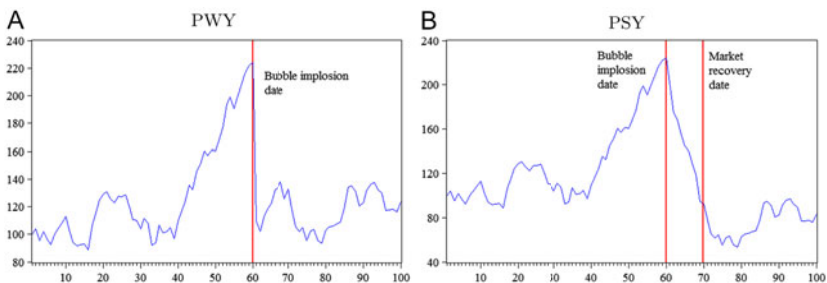 A
PWY
240
220
200
180
160
140
120
100
80
Bubble implosion
date
10 20 30 40 50 60 70 80 90 100
B
PSY
240
200
160
120
80
40
Bubble
implosion
date
Market
recovery
date
10 20 30 40 50 60 70 80 90 100